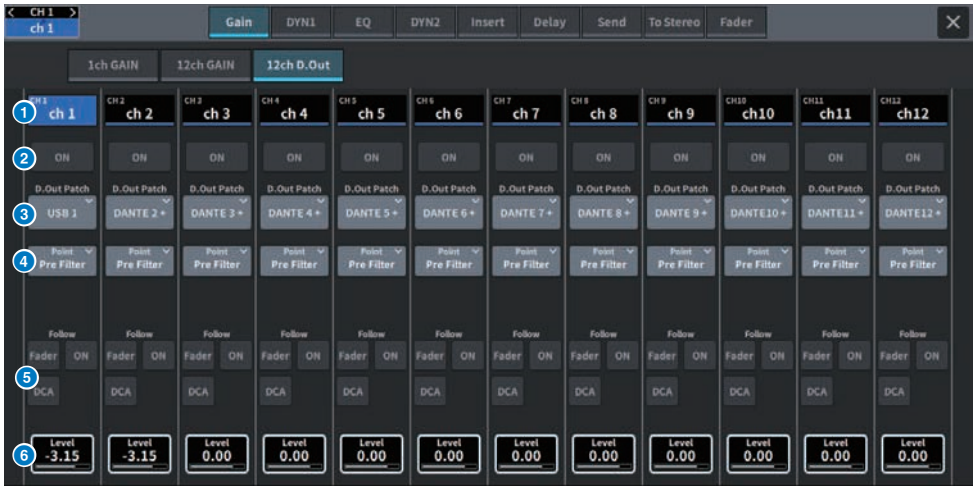 < CH 1 >
ch 1
Gain DYN1 EQ DYN2 Insert Delay Send To Stereo Fader ×
1ch GAIN 12ch GAIN 12ch D.Out
CH 1 CH 2 CH 3 CH 4 CH 5 CH 6 CH 7 CH 8 CH 9 CH10 CH11 CH12
1 ch 1 ch 2 ch 3 ch 4 ch 5 ch 6 ch 7 ch 8 ch 9 ch10 ch11 ch12
2 ON ON ON ON ON ON ON ON ON ON ON ON
D.Out Patch D.Out Patch D.Out Patch D.Out Patch D.Out Patch D.Out Patch D.Out Patch D.Out Patch D.Out Patch D.Out Patch D.Out Patch D.Out Patch
3 USB 1 DANTE 2+ DANTE 3+ DANTE 4+ DANTE 5+ DANTE 6+ DANTE 7+ DANTE 8+ DANTE 9+ DANTE10+ DANTE11+ DANTE12+
Point Point Point Point Point Point Point Point Point Point Point Point
4 Pre Filter Pre Filter Pre Filter Pre Filter Pre Filter Pre Filter Pre Filter Pre Filter Pre Filter Pre Filter Pre Filter Pre Filter
Follow Follow Follow Follow Follow Follow Follow Follow Follow Follow Follow Follow
Fader ON Fader ON Fader ON Fader ON Fader ON Fader ON Fader ON Fader ON Fader ON Fader ON Fader ON Fader ON
5
DCA DCA DCA DCA DCA DCA DCA DCA DCA DCA DCA DCA
Level Level Level Level Level Level Level Level Level Level Level Level
6 -3.15 -3.15 0.00 0.00 0.00 0.00 0.00 0.00 0.00 0.00 0.00 0.00